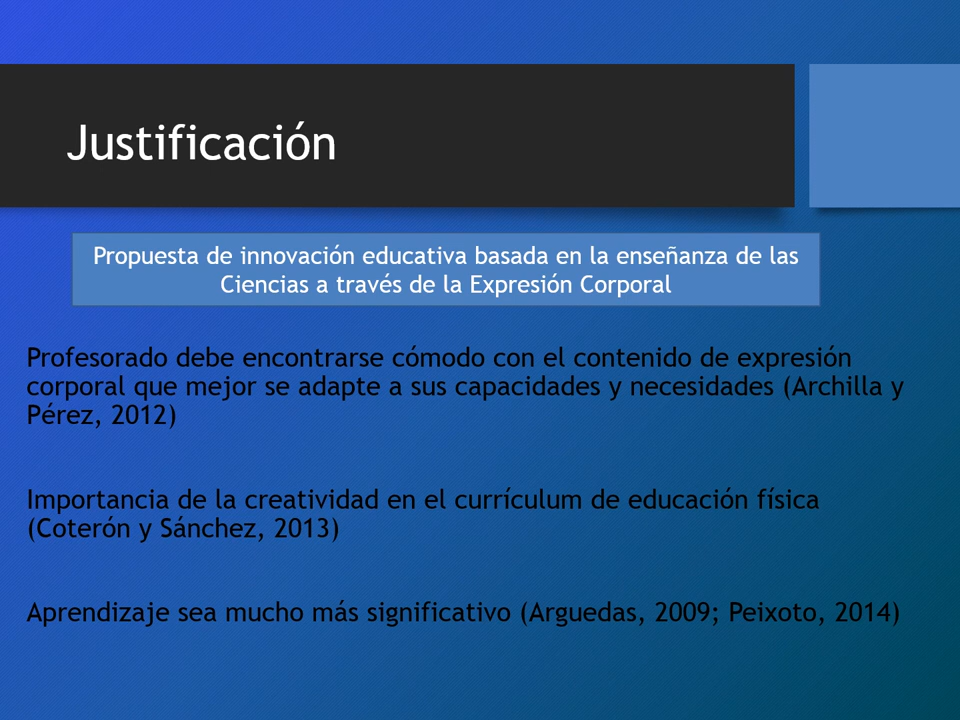 Justificación
Propuesta de innovación educativa basada en la enseñanza de las
Ciencias a través de la Expresión Corporal
Profesorado debe encontrarse cómodo con el contenido de expresión
corporal que mejor se adapte a sus capacidades y necesidades (Archilla y
Pérez, 2012)
Importancia de la creatividad en el currículum de educación física
(Coterón y Sánchez, 2013)
Aprendizaje sea mucho más significativo (Arguedas, 2009; Peixoto, 2014)